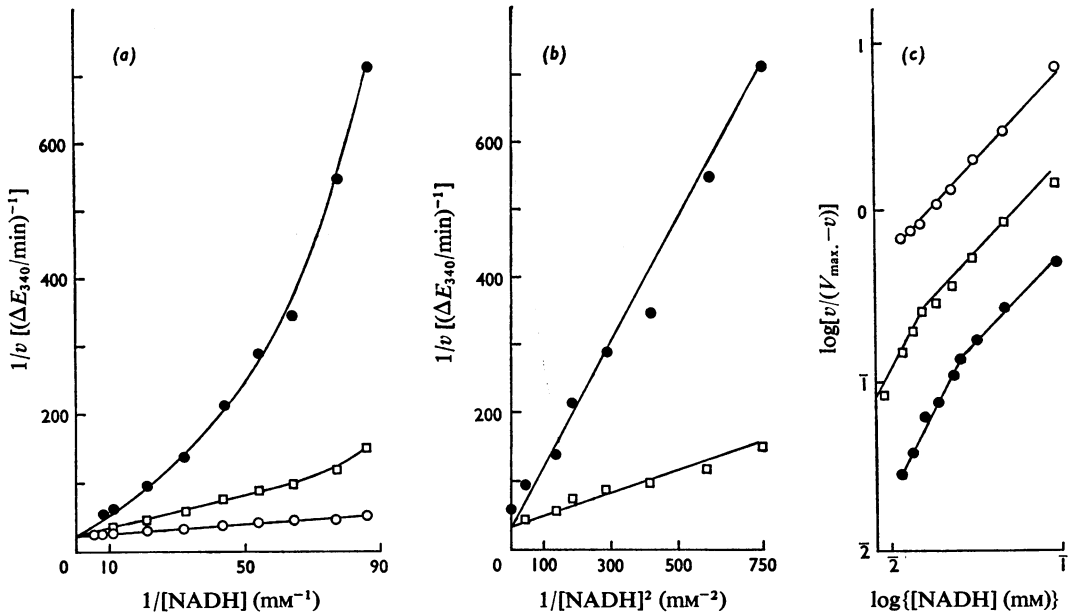 (a)
600
400
200
0
10
50
90
1/v [(ΔE₃₄₀/min)⁻¹]
1/[NADH] (mM⁻¹)
(b)
600
400
200
0
100
300
500
750
1/v [(ΔE₃₄₀/min)⁻¹]
1/[NADH]² (mM⁻²)
(c)
1
0
1̅
2̅
2̅
1̅
log[v/(Vmax.−v)]
log{[NADH] (mM)}